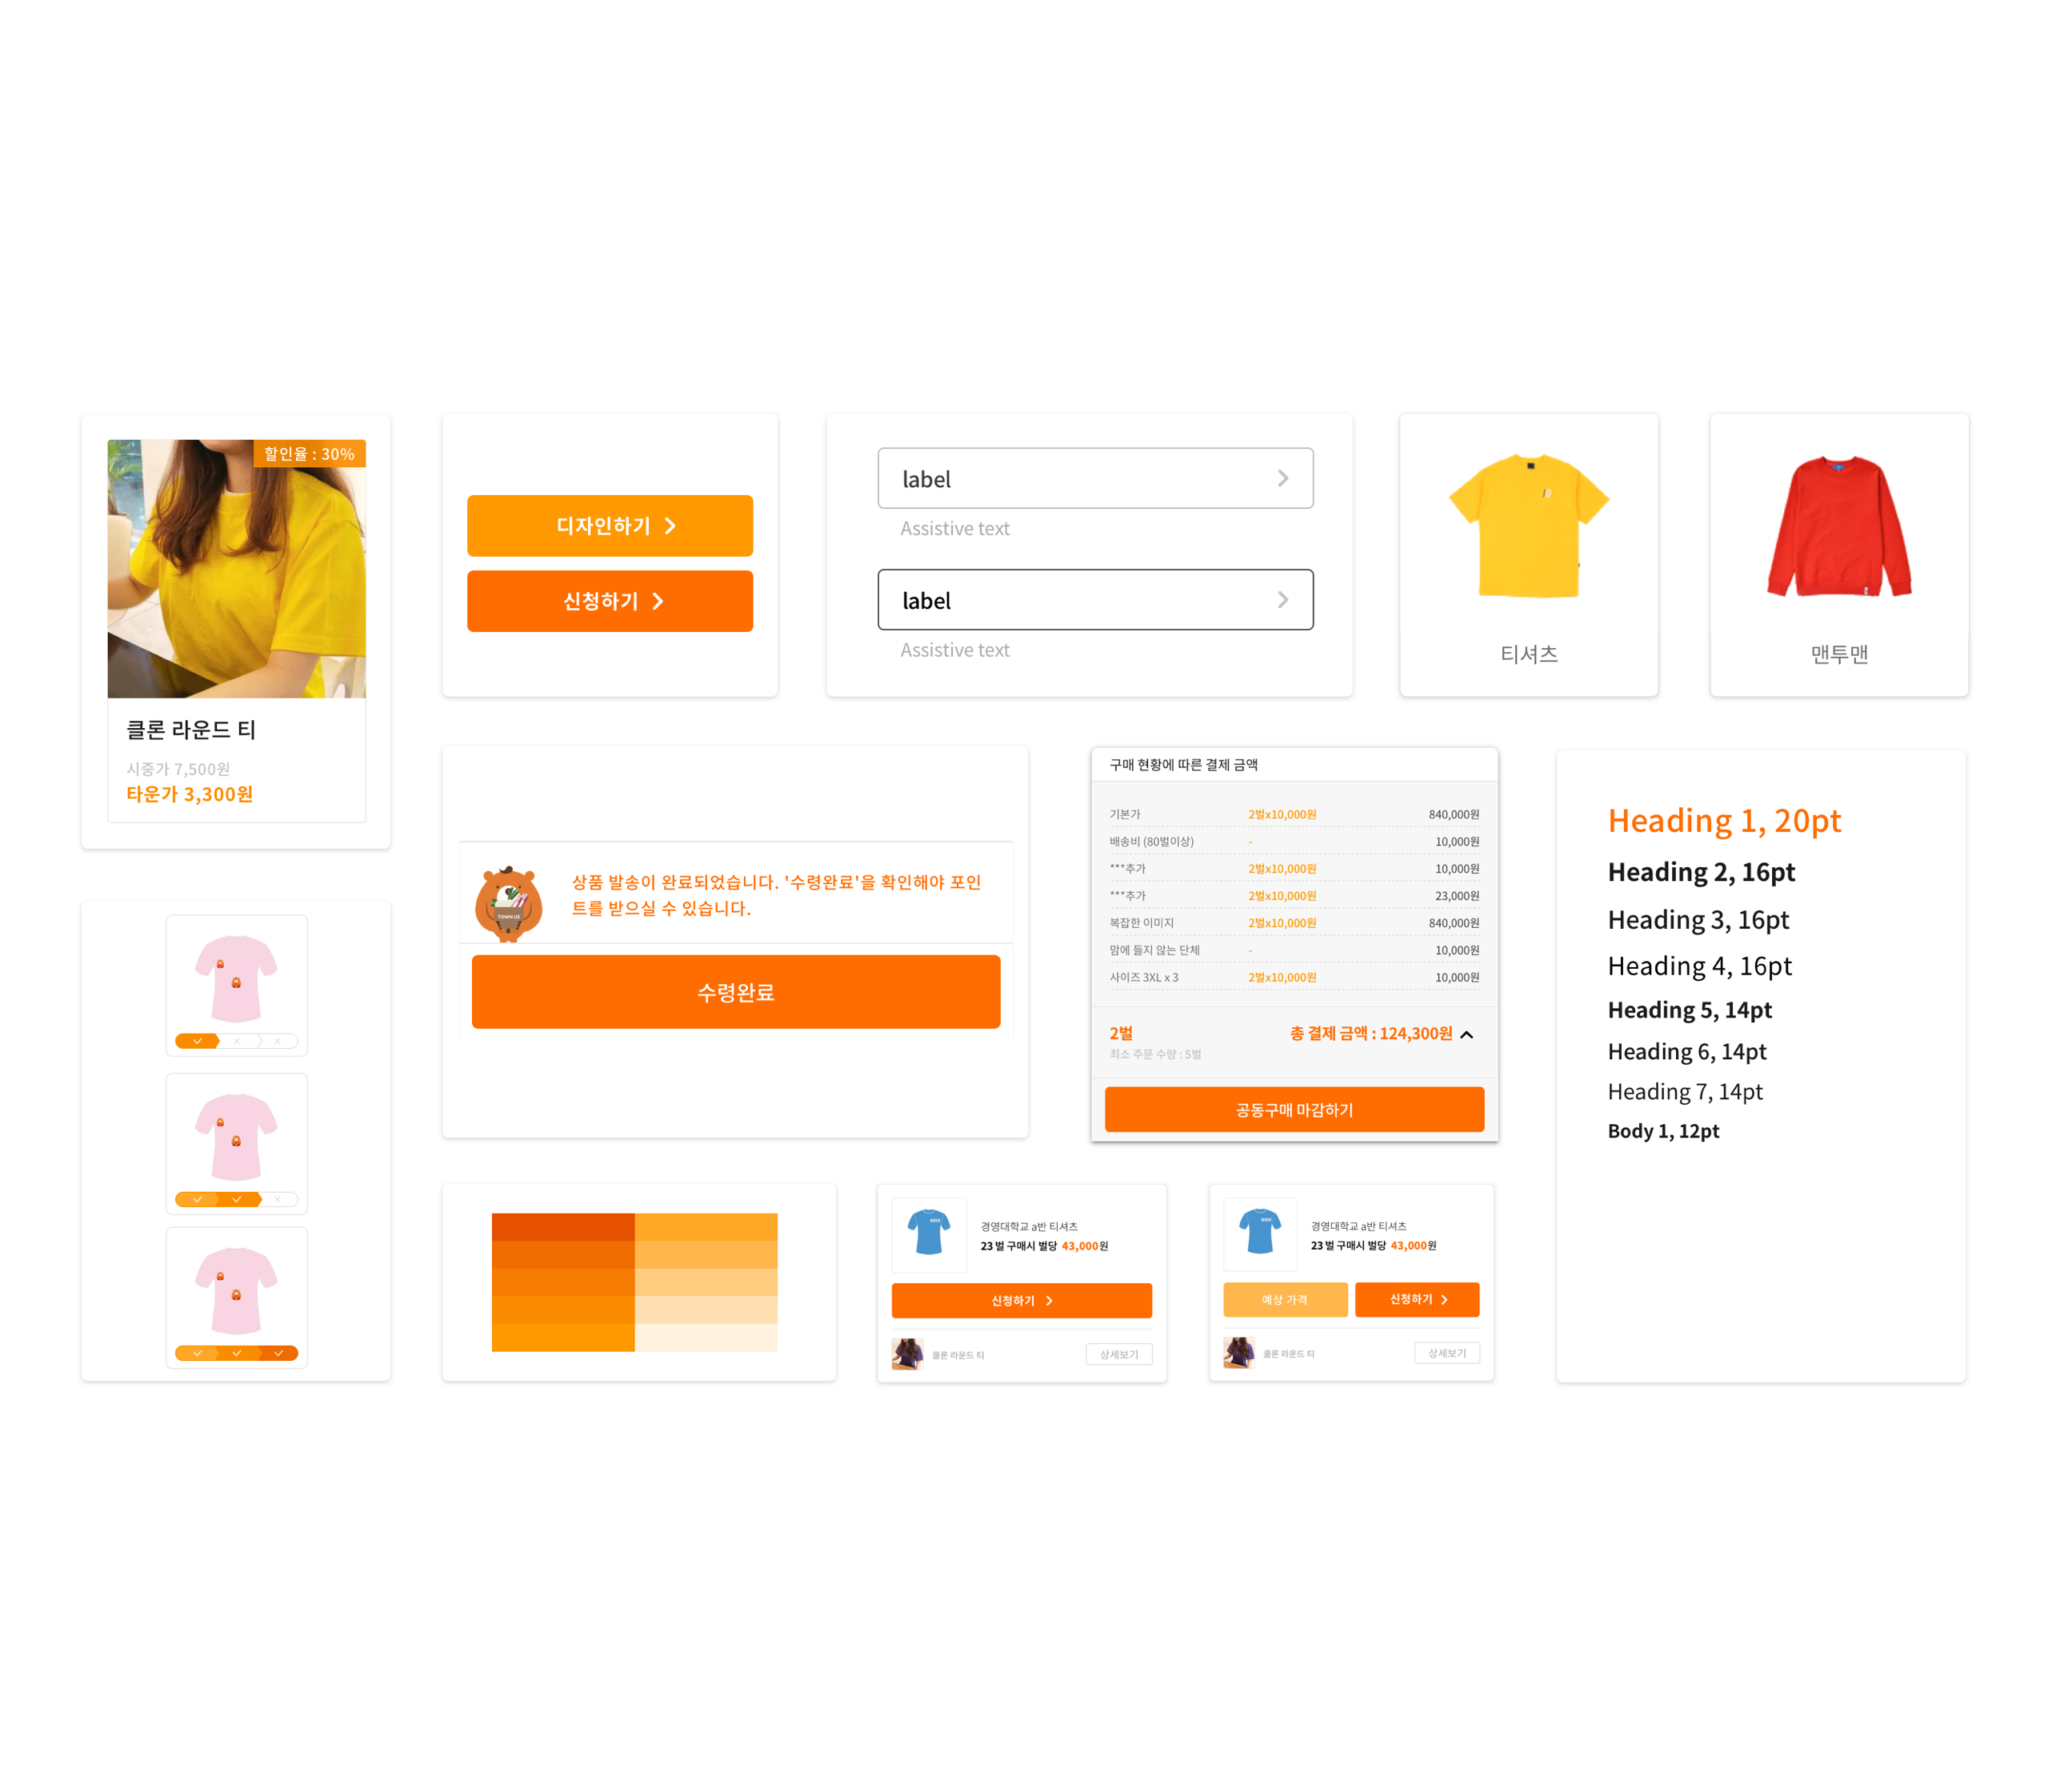 할인율 : 30%
클론 라운드 티
시중가 7,500원
타운가 3,300원
디자인하기
신청하기
label
Assistive text
label
Assistive text
티셔츠
맨투맨
TOWN US
상품 발송이 완료되었습니다. '수령완료'을 확인해야 포인
트를 받으실 수 있습니다.
수령완료
구매 현황에 따른 결제 금액
기본가 2벌x10,000원 840,000원
배송비 (80벌이상) - 10,000원
***추가 2벌x10,000원 10,000원
***추가 2벌x10,000원 23,000원
복잡한 이미지 2벌x10,000원 840,000원
맘에 들지 않는 단체 - 10,000원
사이즈 3XL x 3 2벌x10,000원 10,000원
2벌 총 결제 금액 : 124,300원
최소 주문 수량 : 5벌
공동구매 마감하기
Heading 1, 20pt
Heading 2, 16pt
Heading 3, 16pt
Heading 4, 16pt
Heading 5, 14pt
Heading 6, 14pt
Heading 7, 14pt
Body 1, 12pt
경영대학교 a반 티셔츠
23 벌 구매시 벌당 43,000원
신청하기
클론 라운드 티
상세보기
경영대학교 a반 티셔츠
23 벌 구매시 벌당 43,000원
예상 가격
신청하기
클론 라운드 티
상세보기